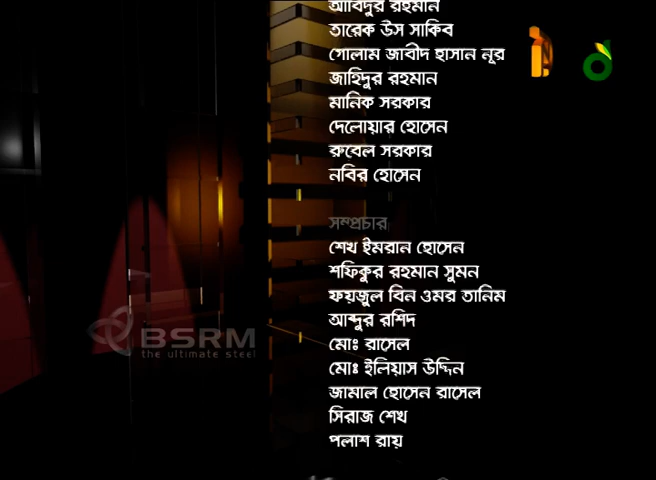 আবিদুর রহমান
তারেক উস সাকিব
গোলাম জাবীদ হাসান নূর
জাহিদুর রহমান
মানিক সরকার
দেলোয়ার হোসেন
রুবেল সরকার
নবির হোসেন
সম্প্রচার
শেখ ইমরান হোসেন
শফিকুর রহমান সুমন
ফয়জুল বিন ওমর তানিম
আব্দুর রশিদ
মোঃ রাসেল
মোঃ ইলিয়াস উদ্দিন
জামাল হোসেন রাসেল
সিরাজ শেখ
পলাশ রায়
BSRM
the ultimate steel